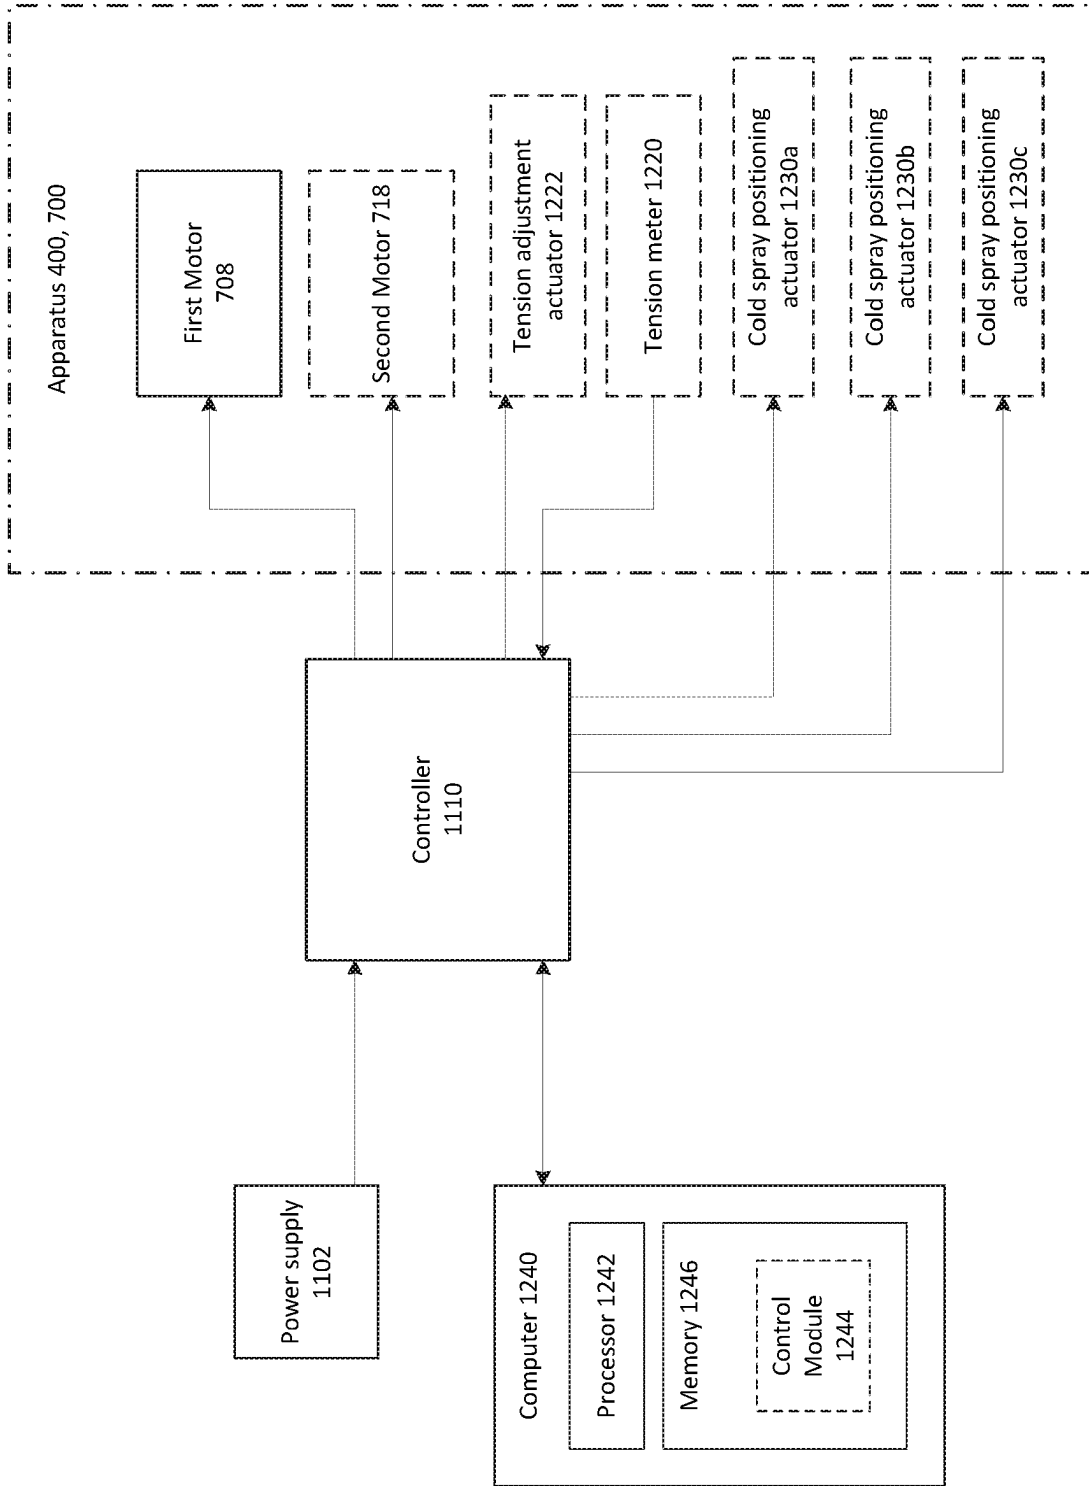 Apparatus 400, 700
First Motor
708
Second Motor 718
Tension adjustment
actuator 1222
Tension meter 1220
Cold spray positioning
actuator 1230a
Cold spray positioning
actuator 1230b
Cold spray positioning
actuator 1230c
Controller
1110
Power supply
1102
Computer 1240
Processor 1242
Memory 1246
Control
Module
1244